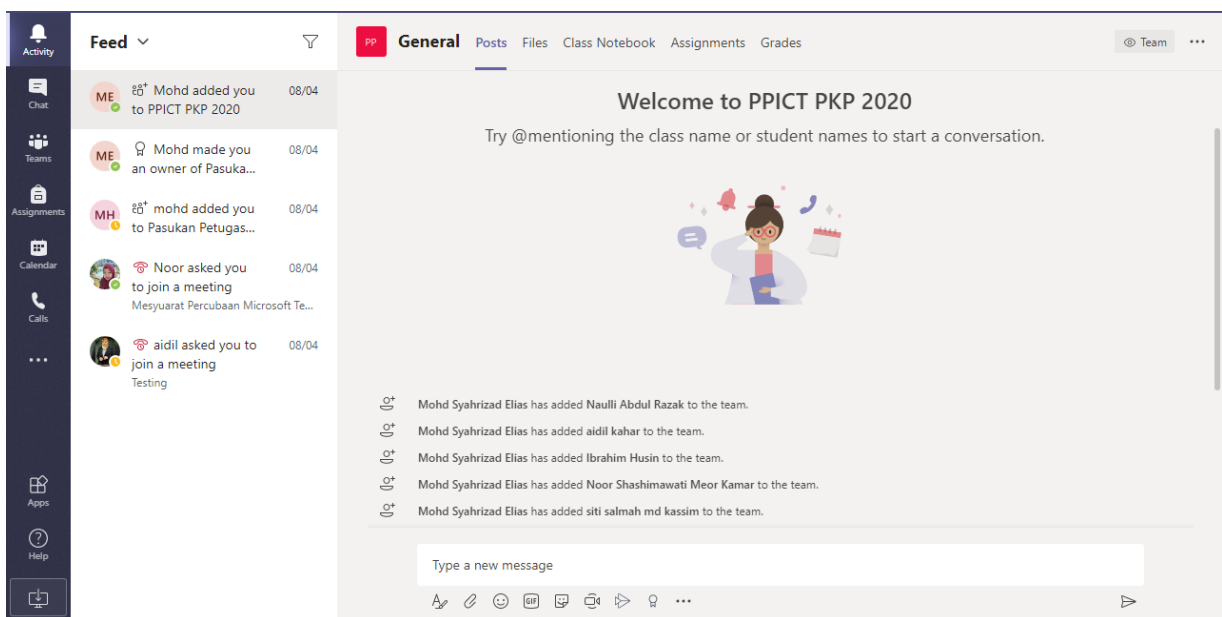 Activity
Chat
Teams
Assignments
Calendar
Calls
Apps
Help
Feed
ME
Mohd added you 08/04
to PPICT PKP 2020
ME
Mohd made you 08/04
an owner of Pasuka...
MH
mohd added you 08/04
to Pasukan Petugas...
Noor asked you 08/04
to join a meeting
Mesyuarat Percubaan Microsoft Te...
aidil asked you to 08/04
join a meeting
Testing
PP General Posts Files Class Notebook Assignments Grades Team
Welcome to PPICT PKP 2020
Try @mentioning the class name or student names to start a conversation.
Mohd Syahrizad Elias has added Naulli Abdul Razak to the team.
Mohd Syahrizad Elias has added aidil kahar to the team.
Mohd Syahrizad Elias has added Ibrahim Husin to the team.
Mohd Syahrizad Elias has added Noor Shashimawati Meor Kamar to the team.
Mohd Syahrizad Elias has added siti salmah md kassim to the team.
Type a new message
GIF